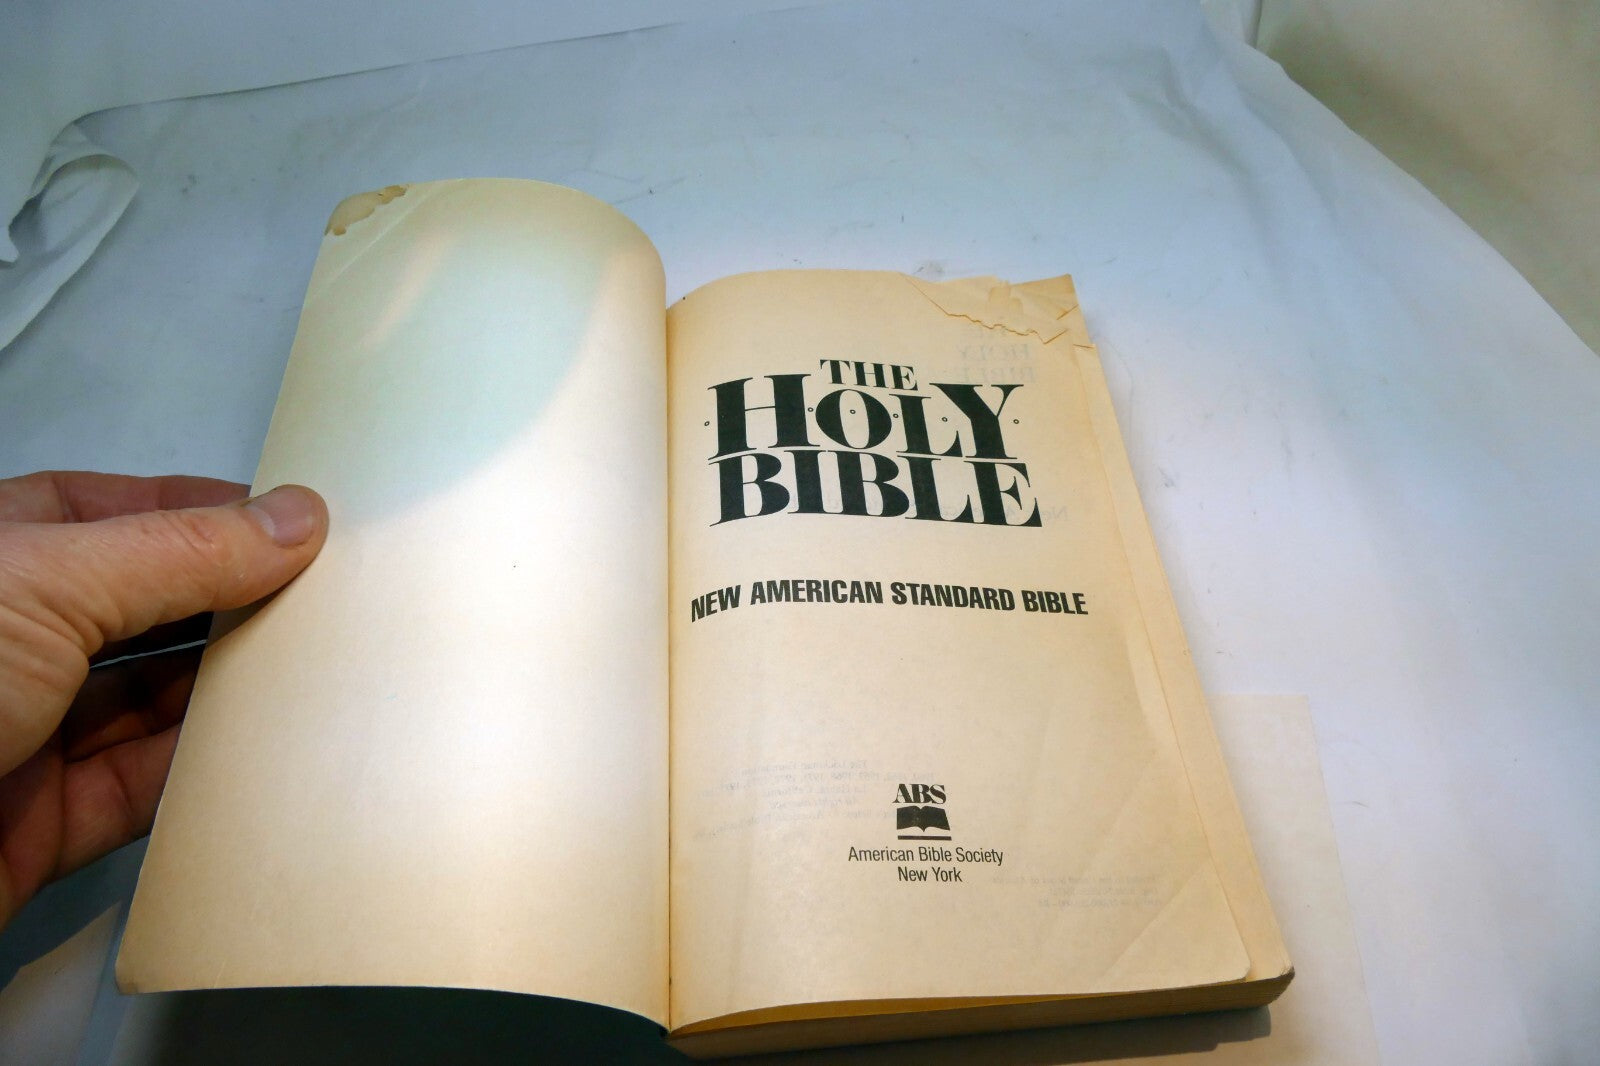 THE
HOLY
BIBLE
NEW AMERICAN STANDARD BIBLE
ABS
American Bible Society
New York